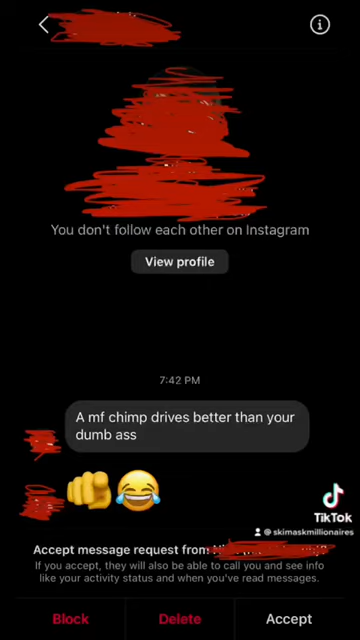 You don't follow each other on Instagram
View profile
7:42 PM
A mf chimp drives better than your
dumb ass
TikTok
@ skimaskmillionaires
Accept message request from
If you accept, they will also be able to call you and see info
like your activity status and when you've read messages.
Block Delete Accept